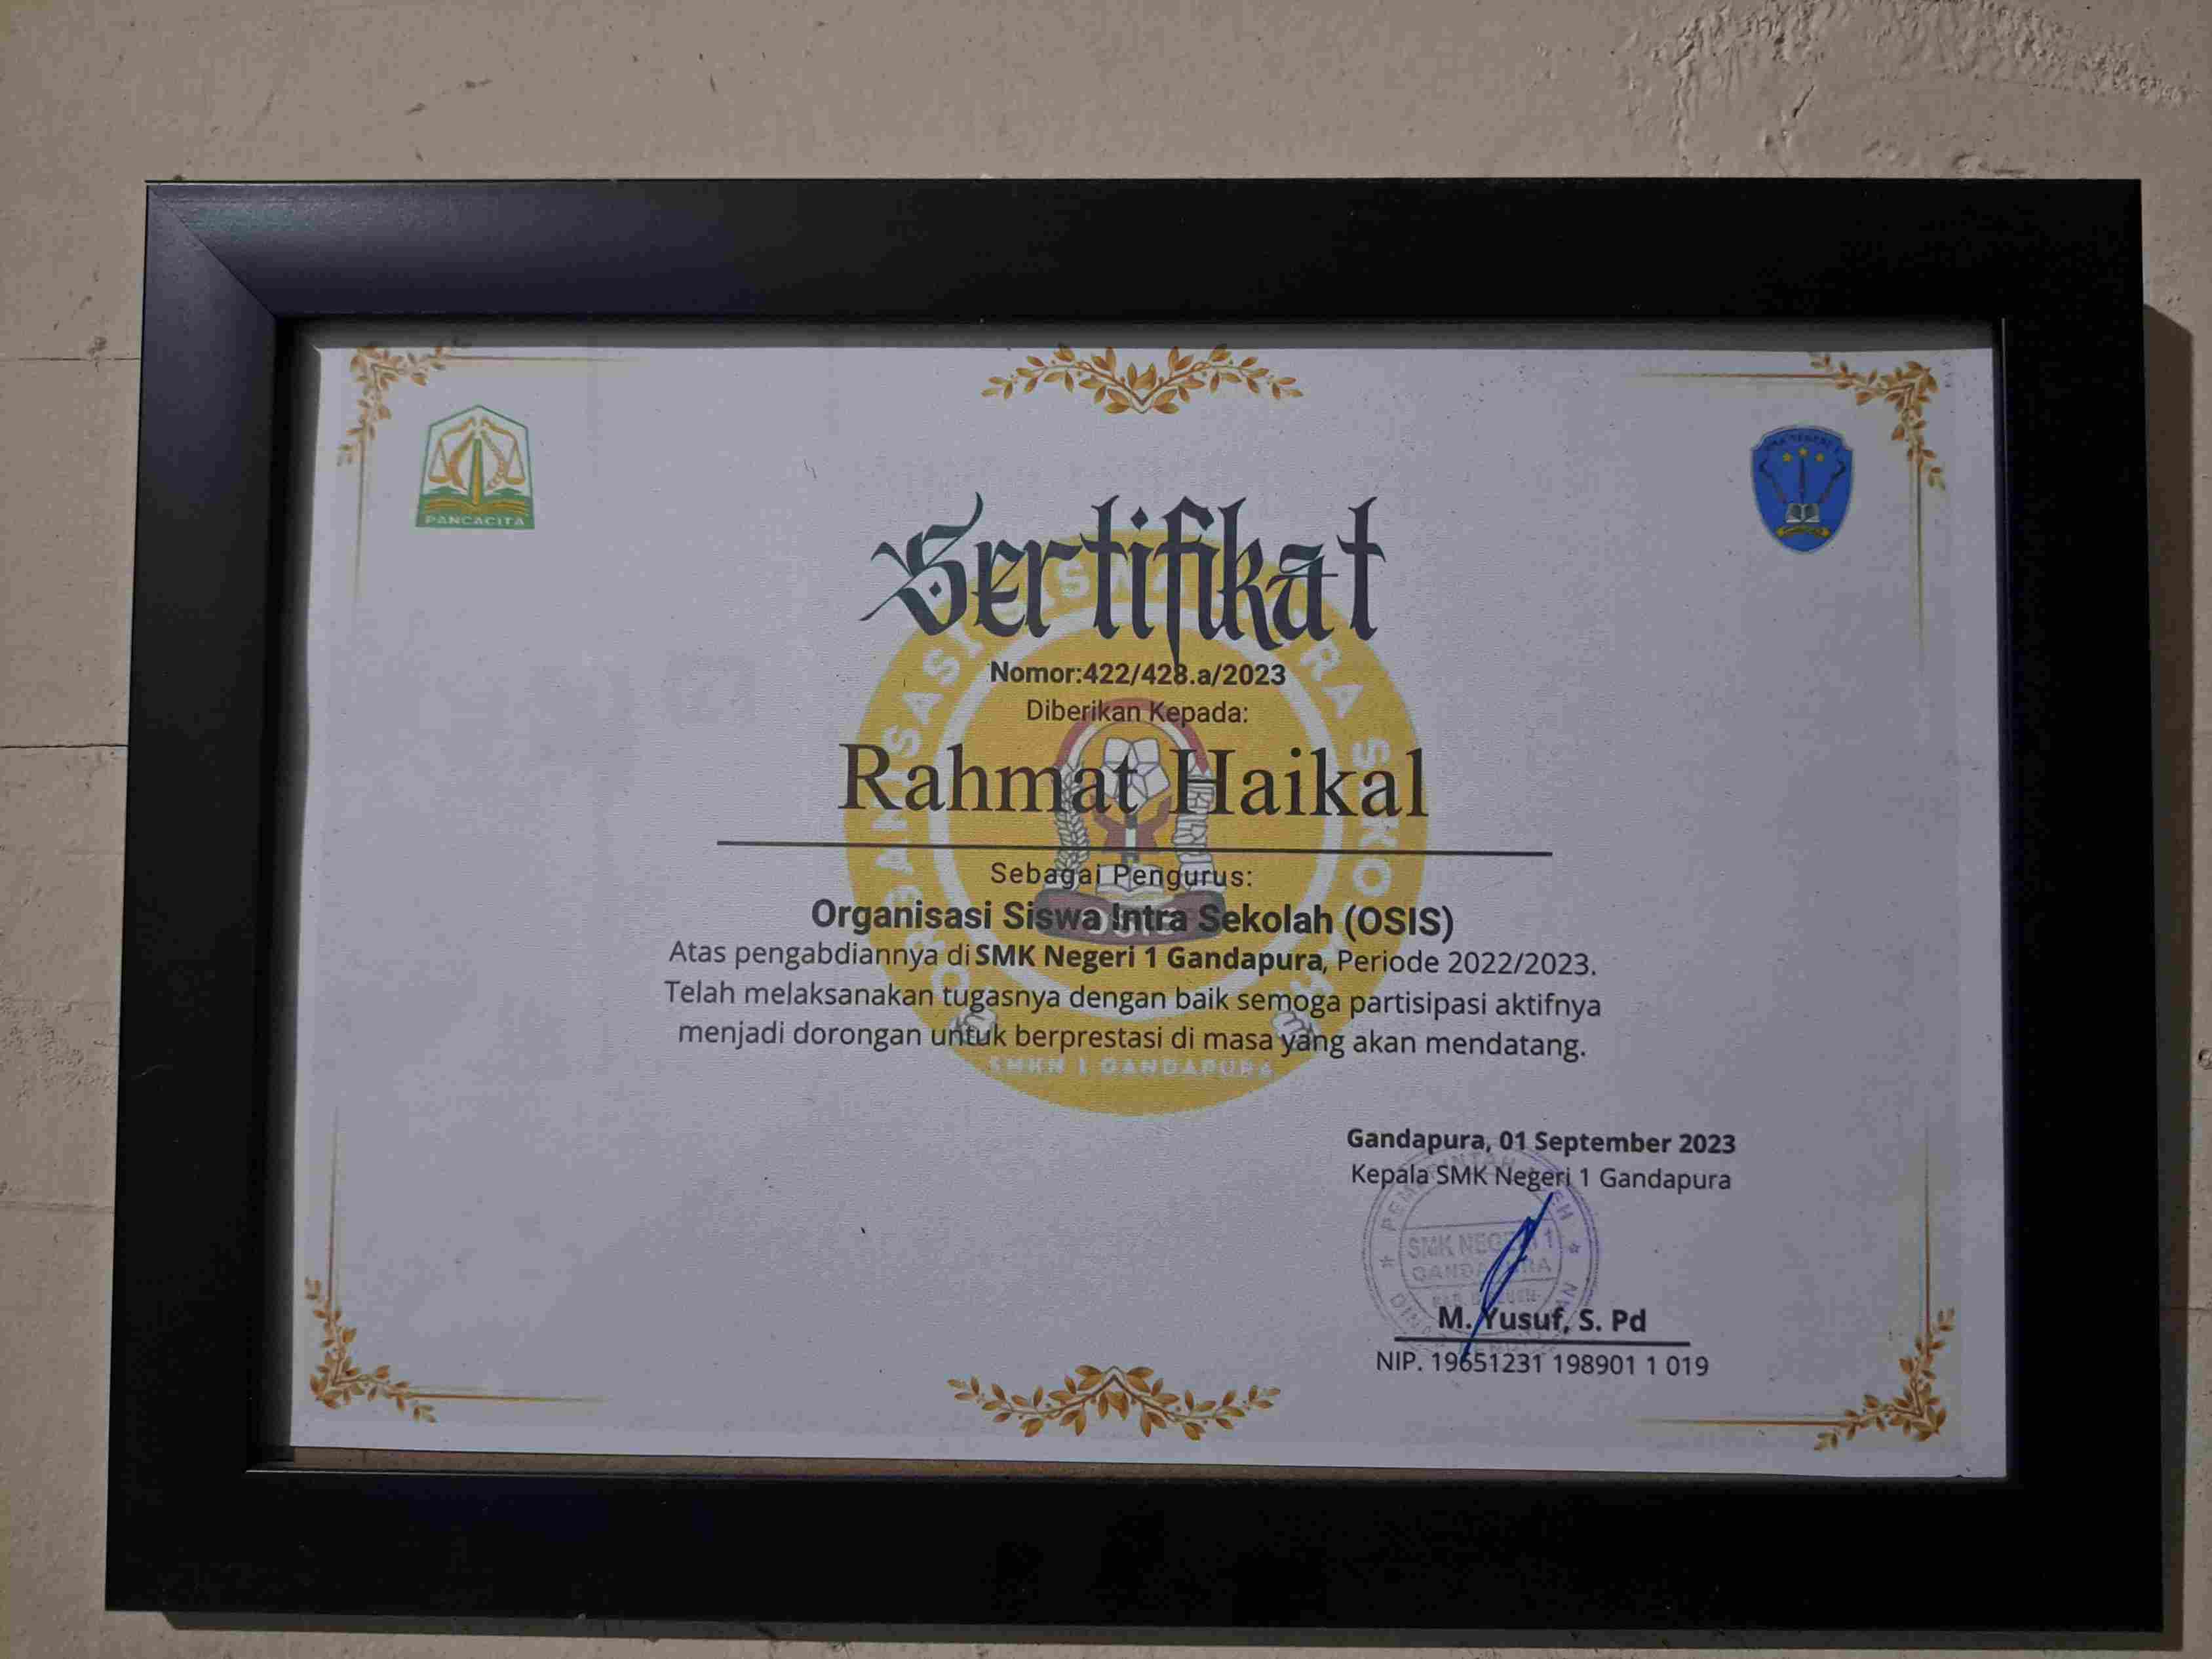 PANCACITA
Sertifikat
Nomor:422/428.a/2023
Diberikan Kepada:
Rahmat Haikal
Sebagai Pengurus:
Organisasi Siswa Intra Sekolah (OSIS)
Atas pengabdiannya di SMK Negeri 1 Gandapura, Periode 2022/2023.
Telah melaksanakan tugasnya dengan baik semoga partisipasi aktifnya
menjadi dorongan untuk berprestasi di masa yang akan mendatang.
SMKN 1 GANDAPURA
Gandapura, 01 September 2023
Kepala SMK Negeri 1 Gandapura
SMK NEGERI 1
GANDAPURA
M. Yusuf, S. Pd
NIP. 19651231 198901 1 019